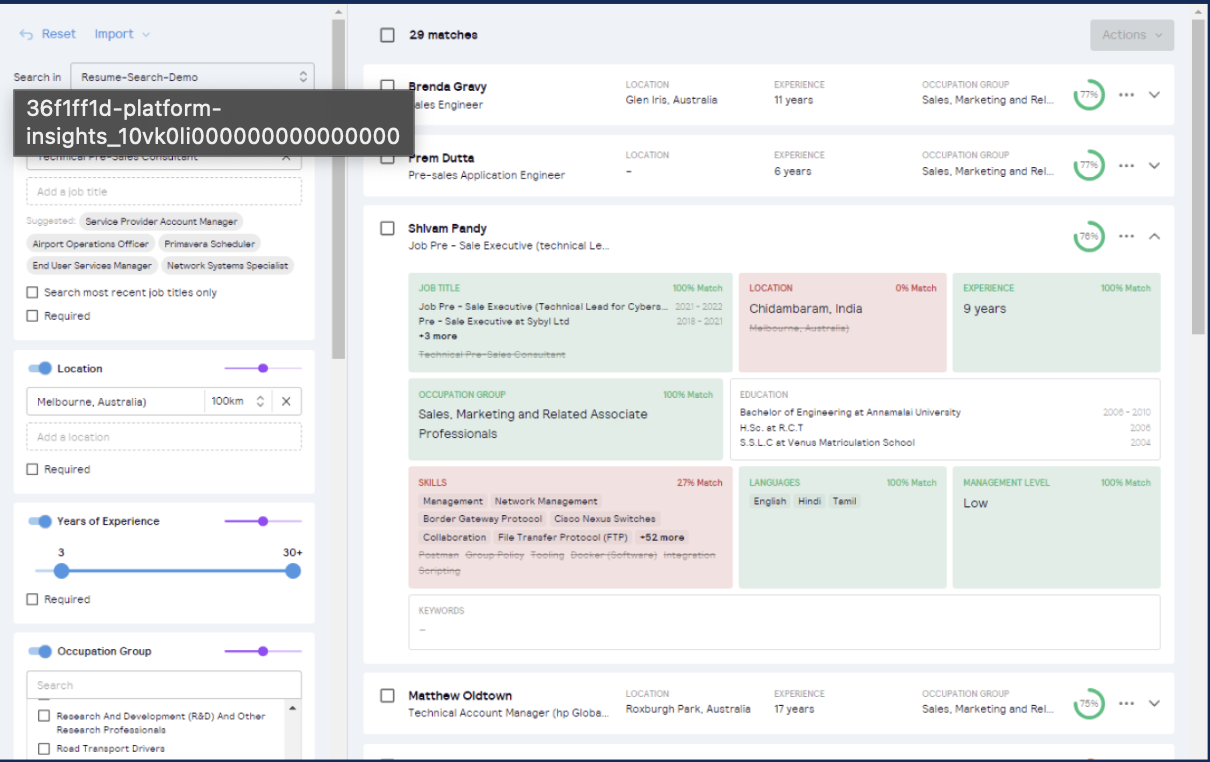 Reset Import
Search in Resume-Search-Demo
36f1ff1d-platform-
insights_10vk0li000000000000000
Technical Pre-Sales Consultant
Add a job title
Suggested: Service Provider Account Manager
Airport Operations Officer Primavera Scheduler
End User Services Manager Network Systems Specialist
Search most recent job titles only
Required
Location
Melbourne, Australia) 100km
Add a location
Required
Years of Experience
3 30+
Required
Occupation Group
Search
Research And Development (R&D) And Other
Research Professionals
Road Transport Drivers
29 matches Actions
Brenda Gravy LOCATION EXPERIENCE OCCUPATION GROUP
ales Engineer Glen Iris, Australia 11 years Sales, Marketing and Rel... 77%
Prem Dutta LOCATION EXPERIENCE OCCUPATION GROUP
Pre-sales Application Engineer – 6 years Sales, Marketing and Rel... 77%
Shivam Pandy
Job Pre - Sale Executive (technical Le... 76%
JOB TITLE 100% Match
Job Pre - Sale Executive (Technical Lead for Cybers... 2021 - 2022
Pre - Sale Executive at Sybyl Ltd 2016 - 2021
+3 more
Technical Pre-Sales Consultant
LOCATION 0% Match
Chidambaram, India
Melbourne, Australia)
EXPERIENCE 100% Match
9 years
OCCUPATION GROUP 100% Match
Sales, Marketing and Related Associate
Professionals
EDUCATION
Bachelor of Engineering at Annamalai University 2006 - 2010
H.Sc. at R.C.T 2006
S.S.L.C at Venus Matriculation School 2004
SKILLS 27% Match
Management Network Management
Border Gateway Protocol Cisco Nexus Switches
Collaboration File Transfer Protocol (FTP) +52 more
Postman Group Policy Tooling Docker (Software) Integration
Scripting
LANGUAGES 100% Match
English Hindi Tamil
MANAGEMENT LEVEL 100% Match
Low
KEYWORDS
–
Matthew Oldtown LOCATION EXPERIENCE OCCUPATION GROUP
Technical Account Manager (hp Globa... Roxburgh Park, Australia 17 years Sales, Marketing and Rel... 75%